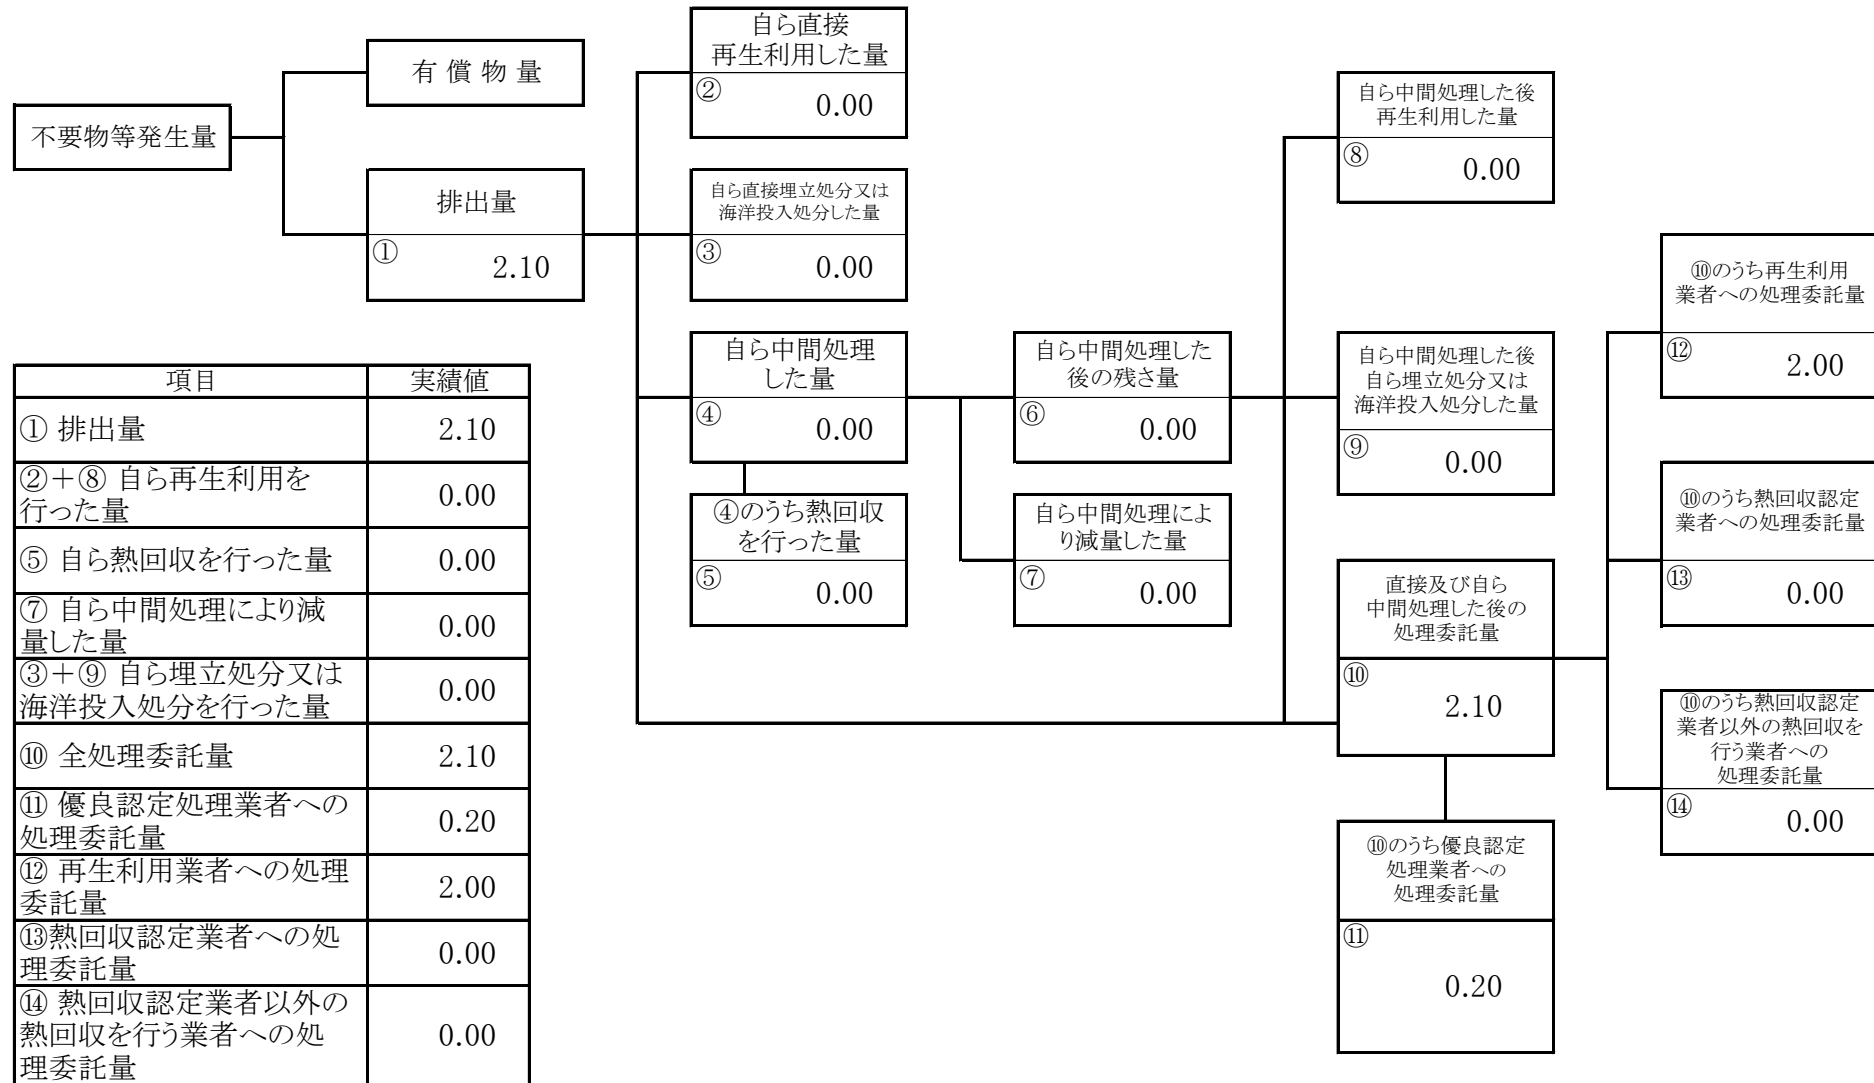 不要物等発生量
有 償 物 量
排出量
①
2.10
自ら直接
再生利用した量
②
0.00
自ら直接埋立処分又は
海洋投入処分した量
③
0.00
自ら中間処理
した量
④
0.00
④のうち熱回収
を行った量
⑤
0.00
自ら中間処理した
後の残さ量
⑥
0.00
自ら中間処理によ
り減量した量
⑦
0.00
自ら中間処理した後
再生利用した量
⑧
0.00
自ら中間処理した後
自ら埋立処分又は
海洋投入処分した量
⑨
0.00
直接及び自ら
中間処理した後の
処理委託量
⑩
2.10
⑩のうち優良認定
処理業者への
処理委託量
⑪
0.20
⑩のうち再生利用
業者への処理委託量
⑫
2.00
⑩のうち熱回収認定
業者への処理委託量
⑬
0.00
⑩のうち熱回収認定
業者以外の熱回収を
行う業者への
処理委託量
⑭
0.00
項目 実績値
① 排出量 2.10
②+⑧ 自ら再生利用を
行った量 0.00
⑤ 自ら熱回収を行った量 0.00
⑦ 自ら中間処理により減
量した量 0.00
③+⑨ 自ら埋立処分又は
海洋投入処分を行った量 0.00
⑩ 全処理委託量 2.10
⑪ 優良認定処理業者への
処理委託量 0.20
⑫ 再生利用業者への処理
委託量 2.00
⑬熱回収認定業者への処
理委託量 0.00
⑭ 熱回収認定業者以外の
熱回収を行う業者への処
理委託量 0.00